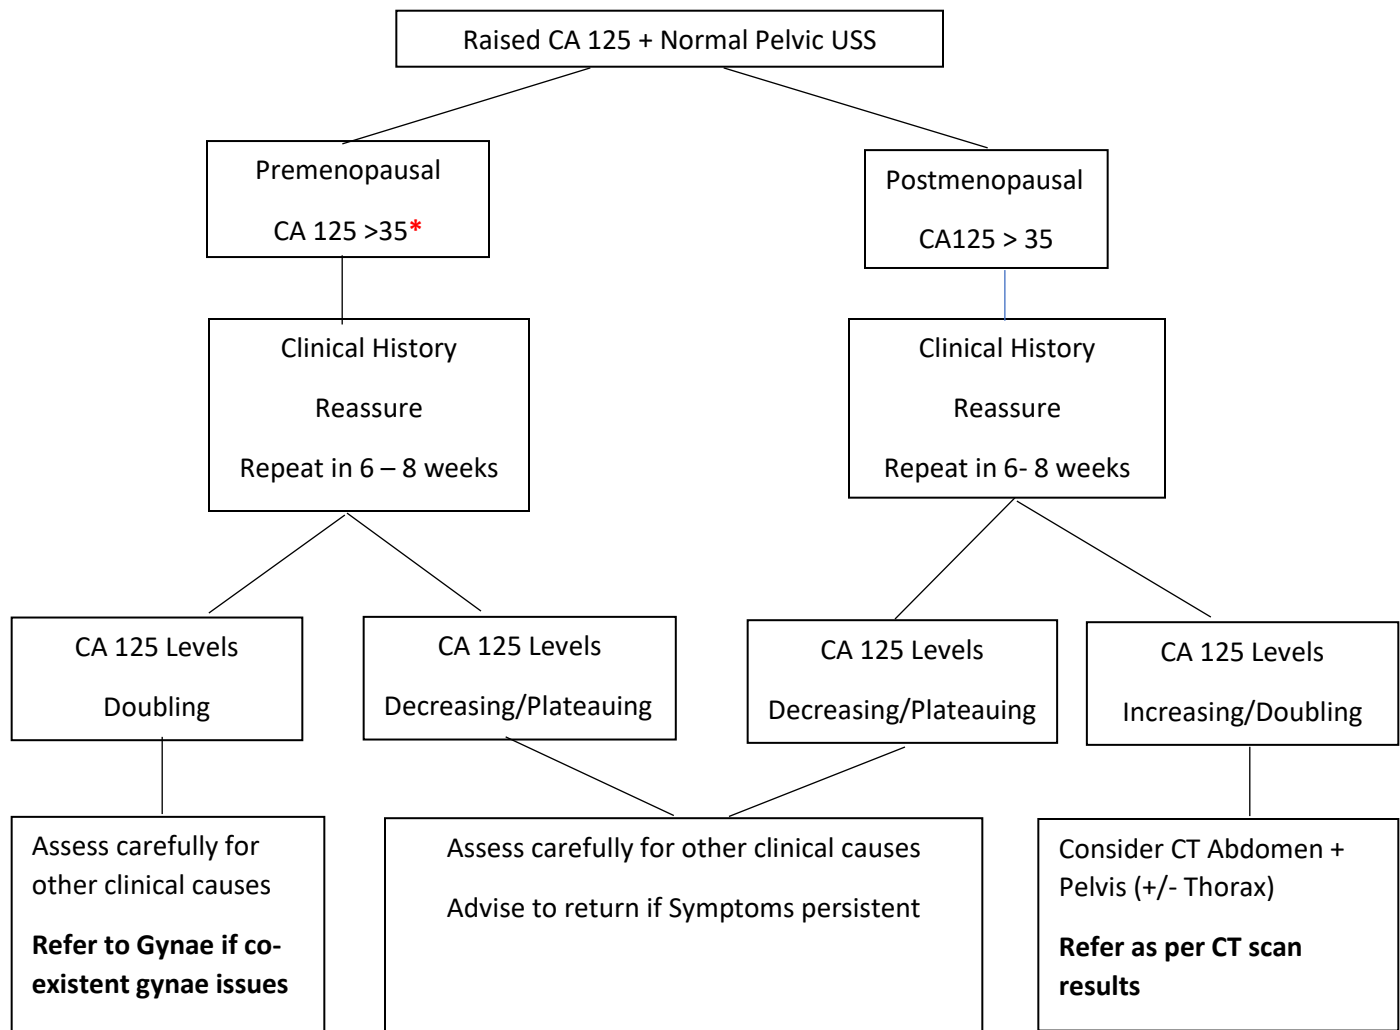 Raised CA 125 + Normal Pelvic USS
Premenopausal
CA 125 >35*
Postmenopausal
CA125 > 35
Clinical History
Reassure
Repeat in 6 – 8 weeks
Clinical History
Reassure
Repeat in 6- 8 weeks
CA 125 Levels
Doubling
CA 125 Levels
Decreasing/Plateauing
CA 125 Levels
Decreasing/Plateauing
CA 125 Levels
Increasing/Doubling
Assess carefully for
other clinical causes
Refer to Gynae if co-
existent gynae issues
Assess carefully for other clinical causes
Advise to return if Symptoms persistent
Consider CT Abdomen +
Pelvis (+/- Thorax)
Refer as per CT scan
results